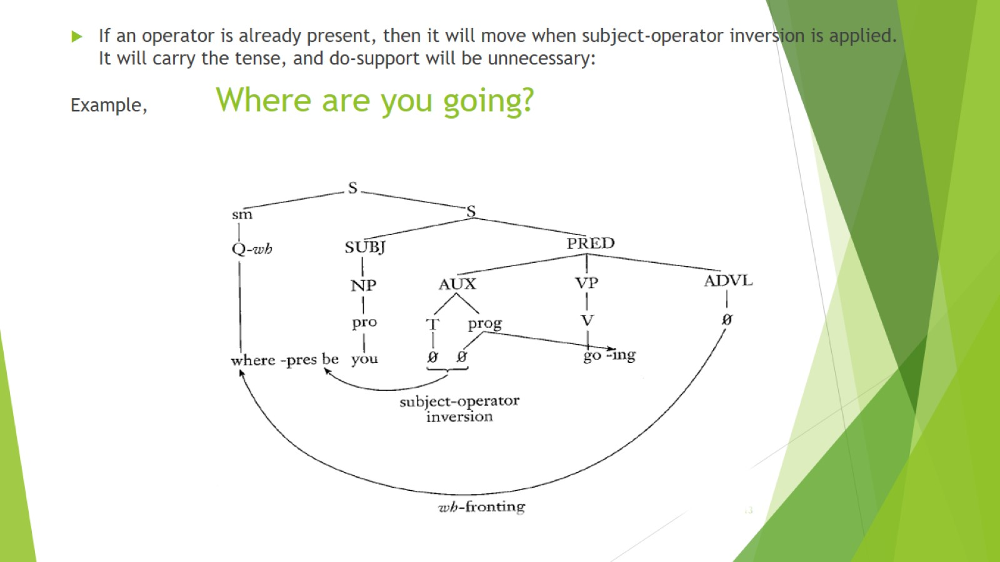 If an operator is already present, then it will move when subject-operator inversion is applied.
It will carry the tense, and do-support will be unnecessary:
Example, Where are you going?
S
sm S
Q-wh SUBJ PRED
NP AUX VP ADVL
pro T prog V Ø
where -pres be you Ø Ø go -ing
subject-operator
inversion
wh-fronting
13